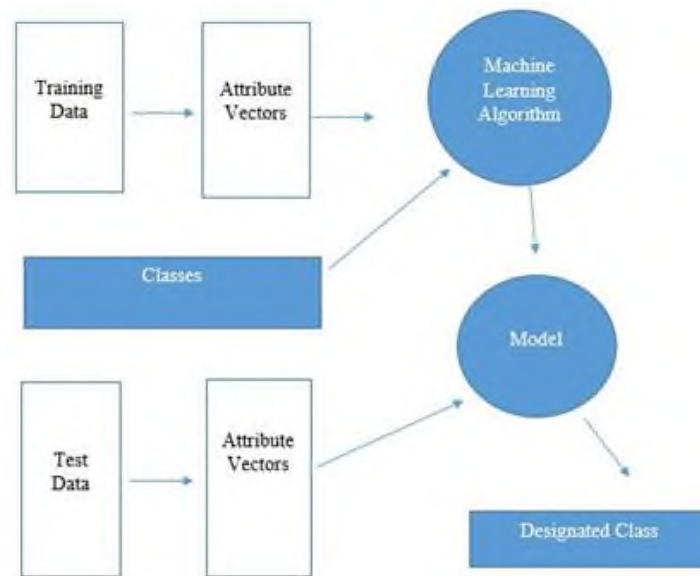 Training
Data
Attribute
Vectors
Machine
Learning
Algorithm
Classes
Model
Test
Data
Attribute
Vectors
Designated Class